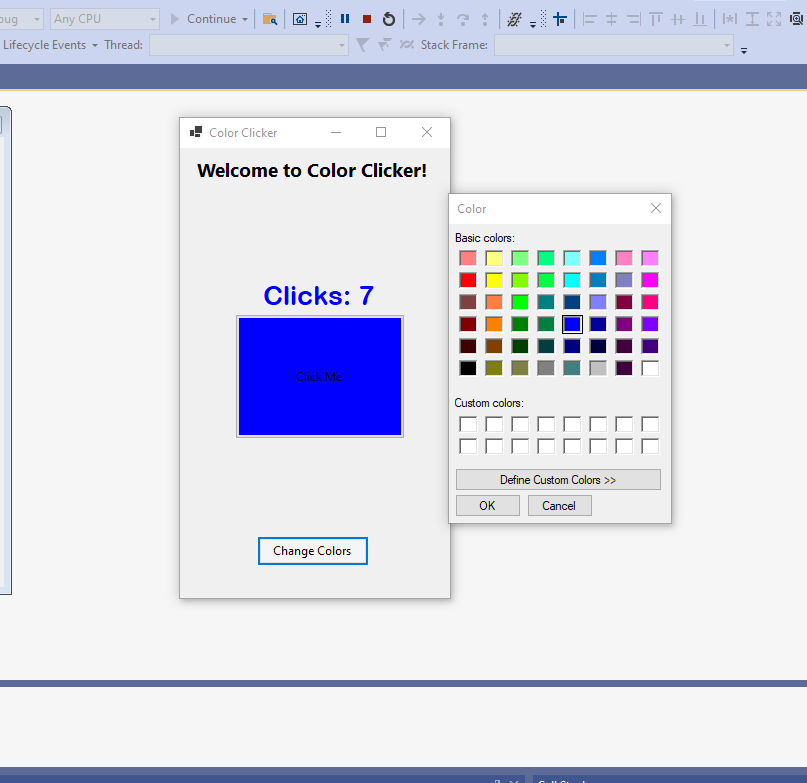 Any CPU
Continue
Lifecycle Events
Thread:
Stack Frame:
Color Clicker
Welcome to Color Clicker!
Clicks: 7
Click Me
Change Colors
Color
Basic colors:
Custom colors:
Define Custom Colors >>
OK
Cancel